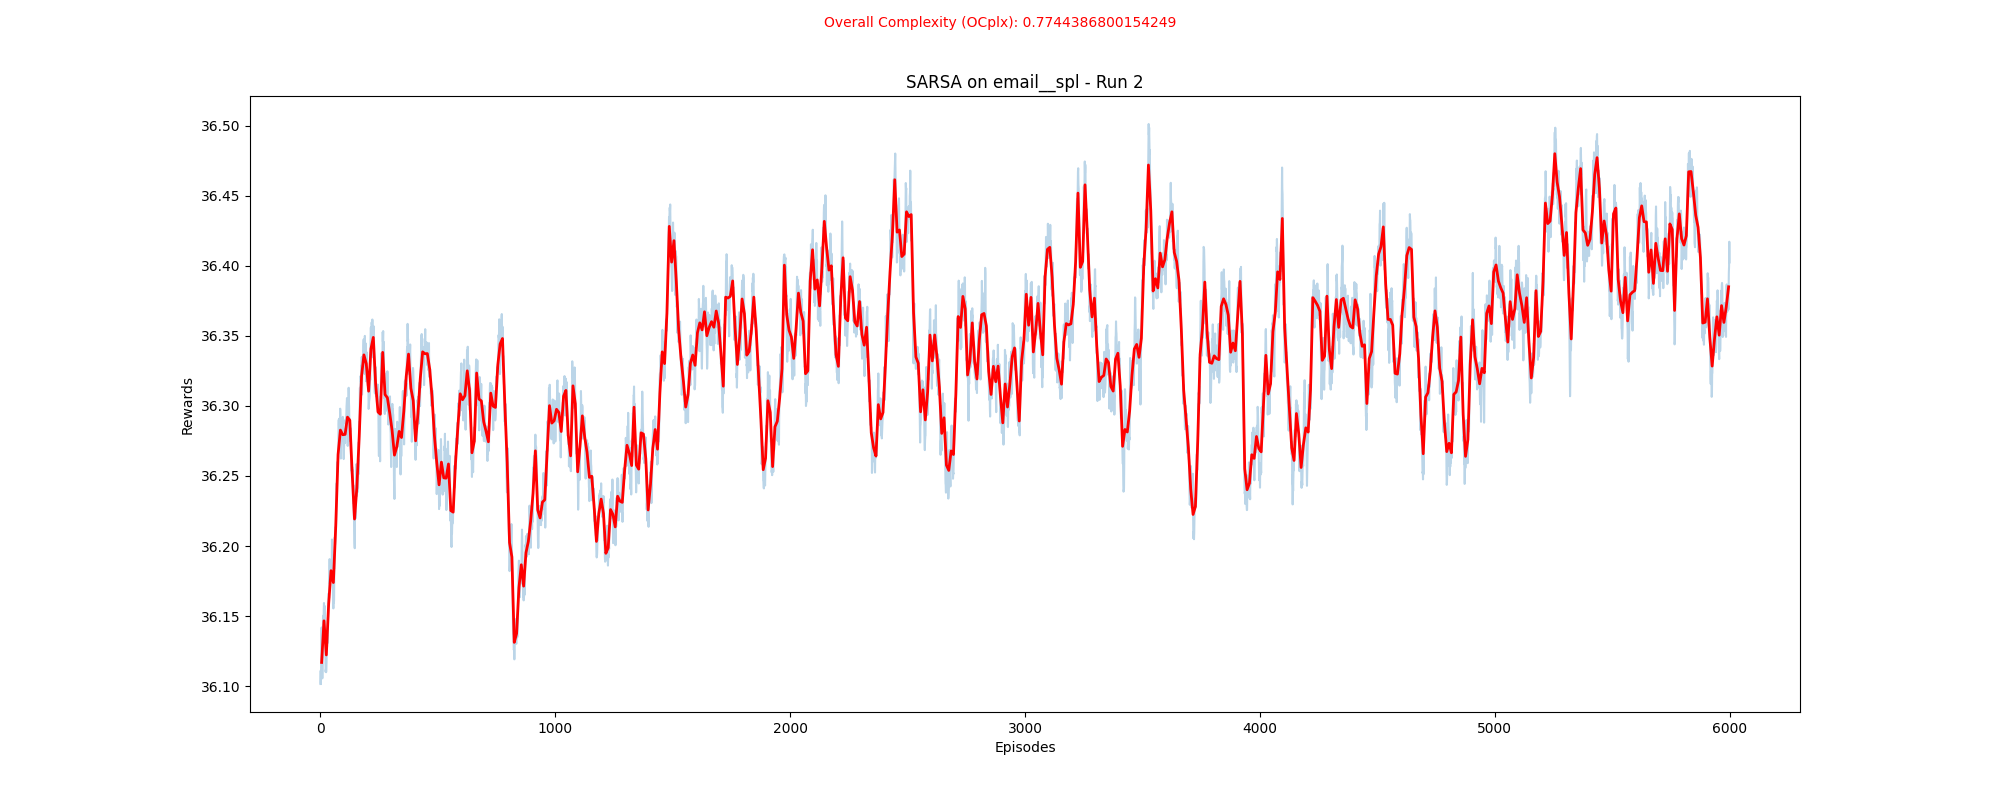 Overall Complexity (OCplx): 0.7744386800154249
SARSA on email__spl - Run 2
36.50
36.45
36.40
36.35
36.30
36.25
36.20
36.15
36.10
Rewards
0 1000 2000 3000 4000 5000 6000
Episodes